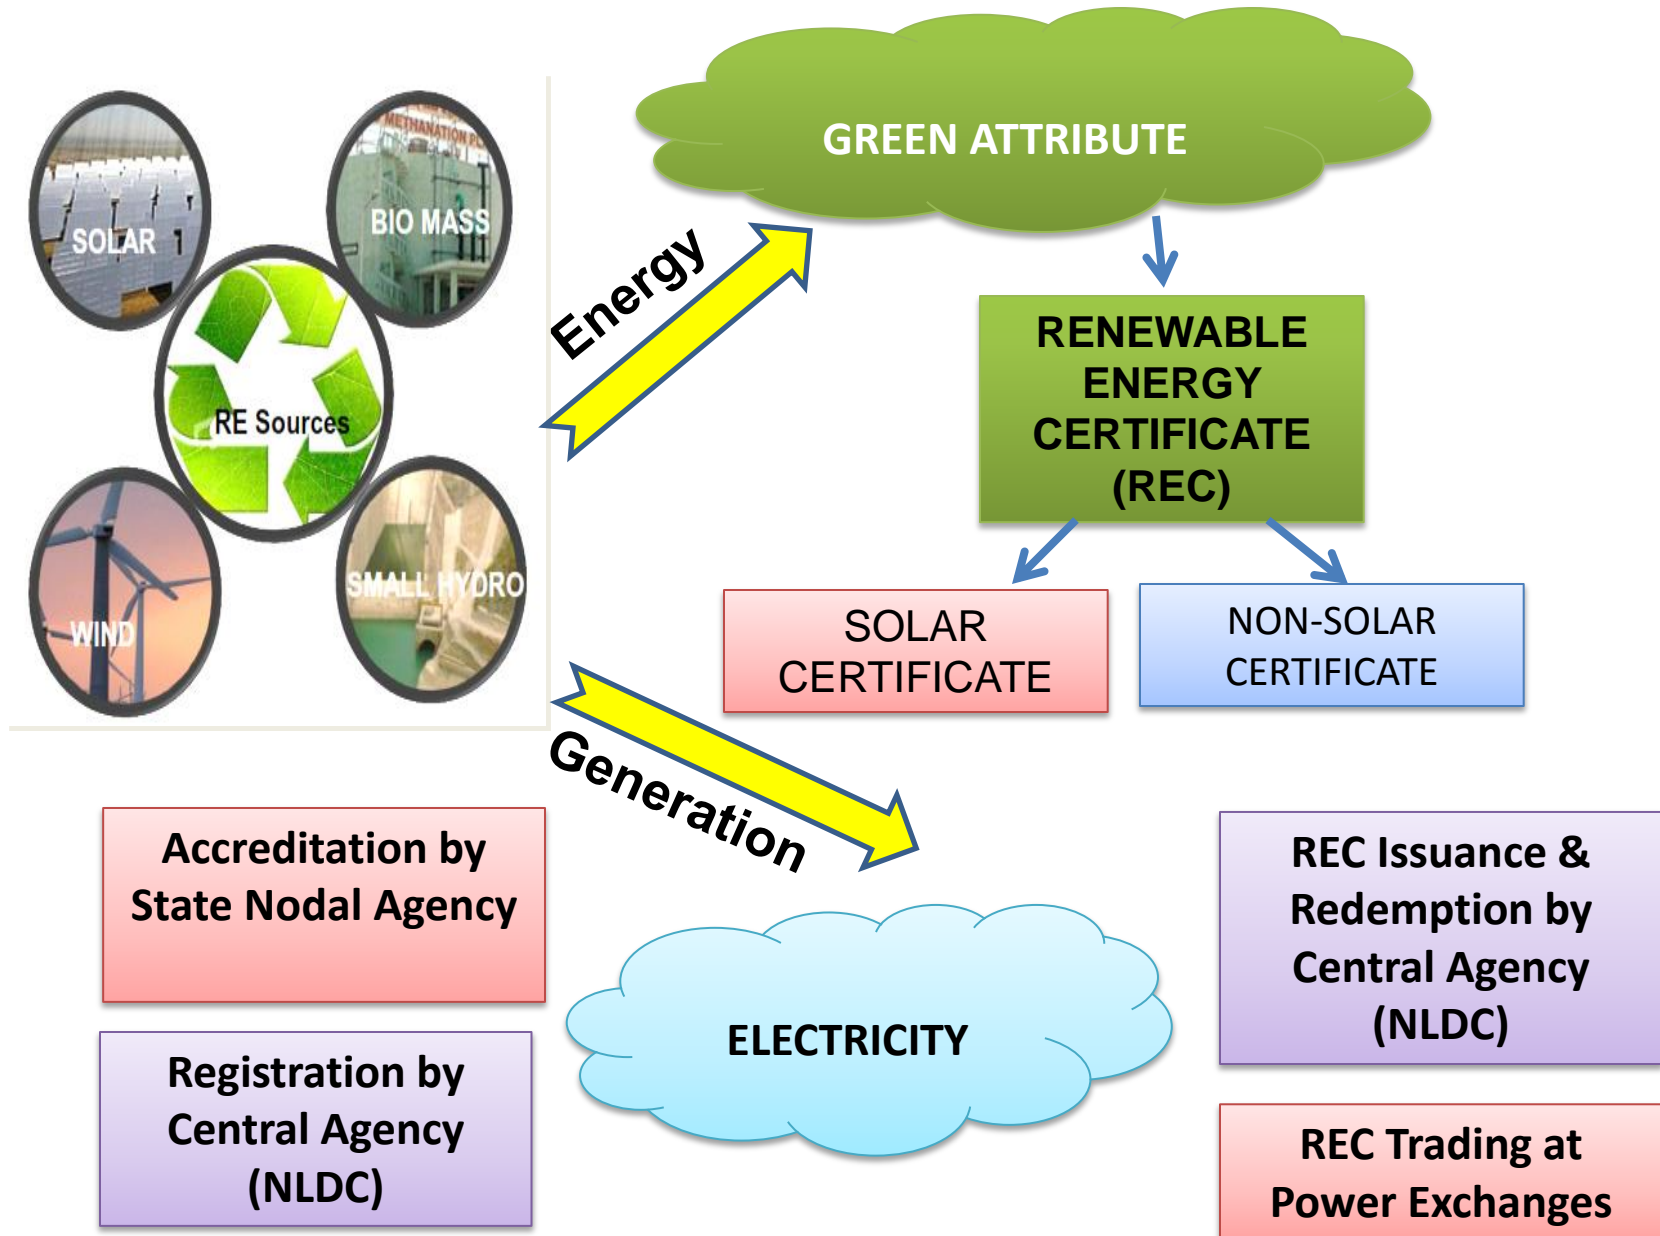 GREEN ATTRIBUTE
METHANATION
SOLAR
BIO MASS
RE Sources
WIND
SMALL HYDRO
Energy
RENEWABLE
ENERGY
CERTIFICATE
(REC)
SOLAR
CERTIFICATE
NON-SOLAR
CERTIFICATE
Generation
Accreditation by
State Nodal Agency
Registration by
Central Agency
(NLDC)
ELECTRICITY
REC Issuance &
Redemption by
Central Agency
(NLDC)
REC Trading at
Power Exchanges